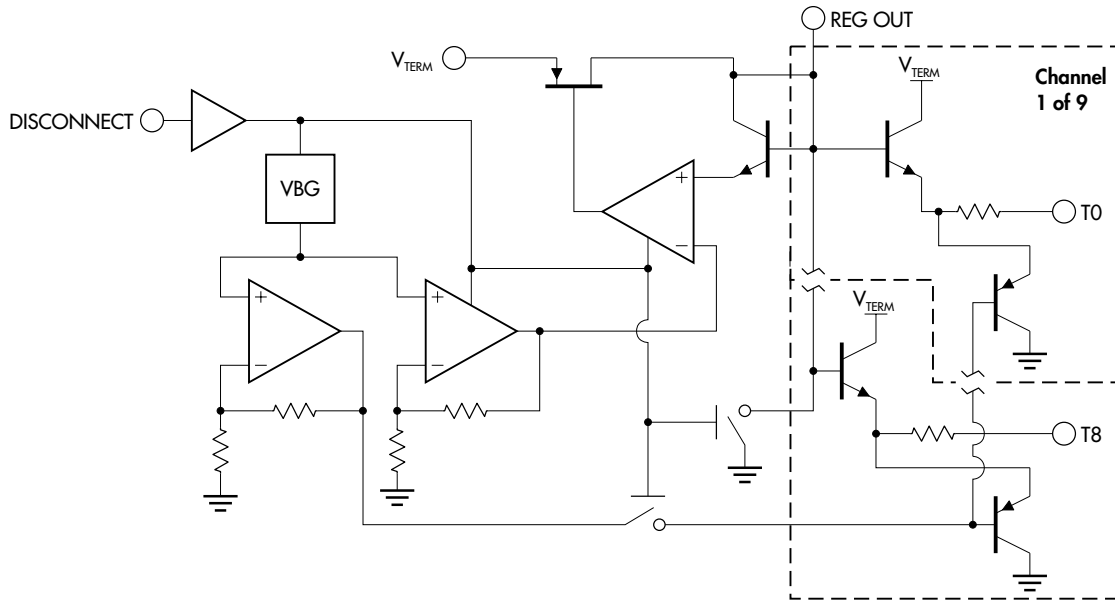 REG OUT
V_TERM
V_TERM
Channel
1 of 9
DISCONNECT
+
VBG
−
T0
V_TERM
+
+
−
−
T8